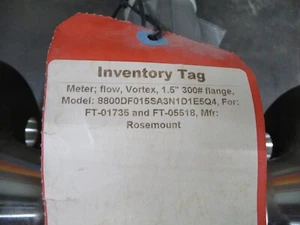 Inventory Tag
Meter; flow, Vortex, 1.5" 300# flange,
Model: 8800DF015SA3N1D1E5Q4, For:
FT-01735 and FT-05518, Mfr:
Rosemount